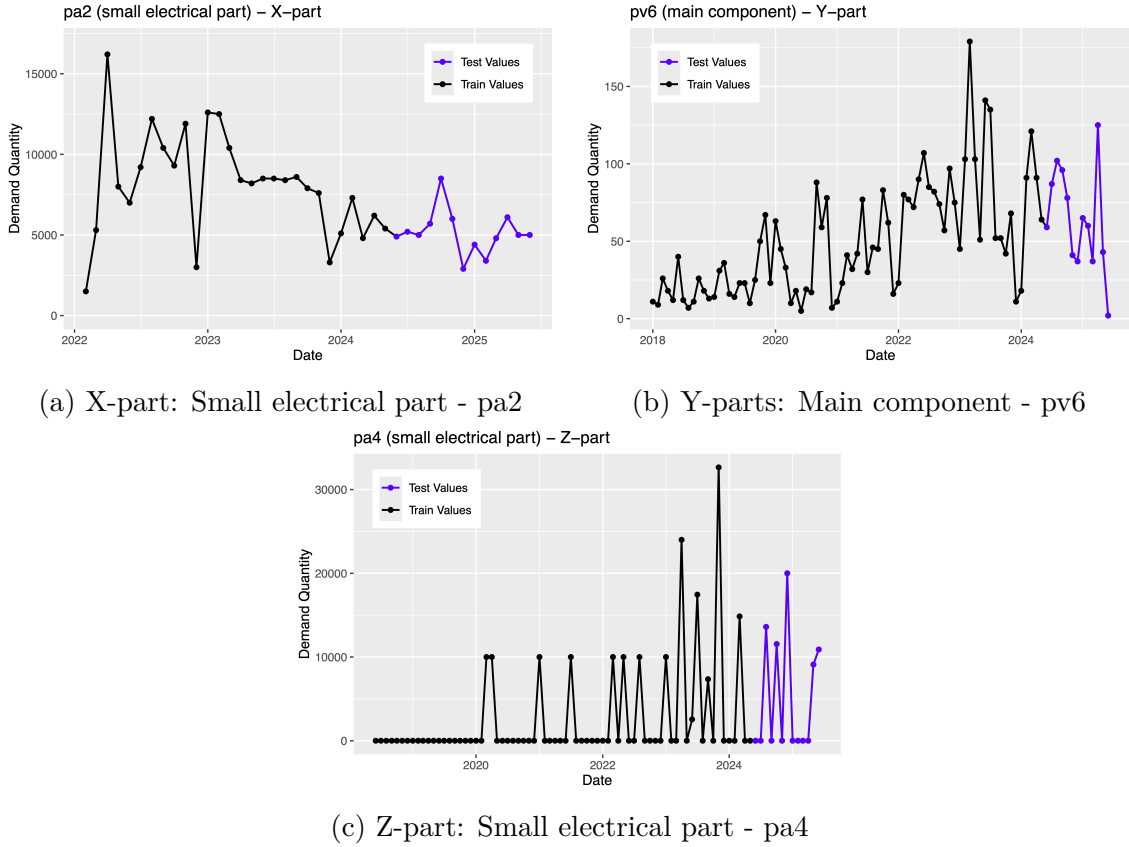 pa2 (small electrical part) – X–part
Demand Quantity
15000
10000
5000
0
Test Values
Train Values
2022
2023
2024
2025
Date
(a) X-part: Small electrical part - pa2
pv6 (main component) – Y–part
Demand Quantity
150
100
50
0
Test Values
Train Values
2018
2020
2022
2024
Date
(b) Y-parts: Main component - pv6
pa4 (small electrical part) – Z–part
Demand Quantity
30000
20000
10000
0
Test Values
Train Values
2020
2022
2024
Date
(c) Z-part: Small electrical part - pa4